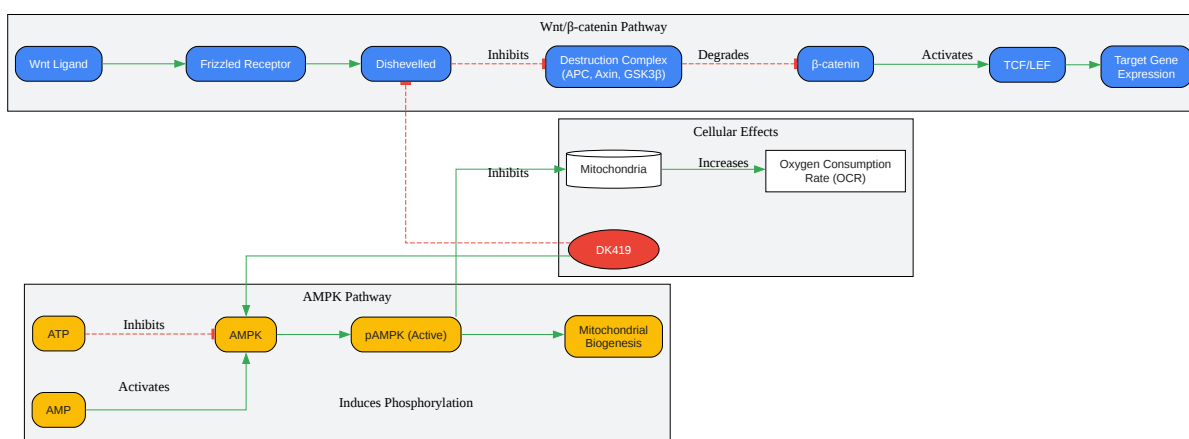 Wnt/β-catenin Pathway
Wnt Ligand
Frizzled Receptor
Dishevelled
Inhibits
Destruction Complex
(APC, Axin, GSK3β)
Degrades
β-catenin
Activates
TCF/LEF
Target Gene
Expression
Cellular Effects
Inhibits
Mitochondria
Increases
Oxygen Consumption
Rate (OCR)
DK419
AMPK Pathway
ATP
Inhibits
AMPK
pAMPK (Active)
Mitochondrial
Biogenesis
Activates
AMP
Induces Phosphorylation